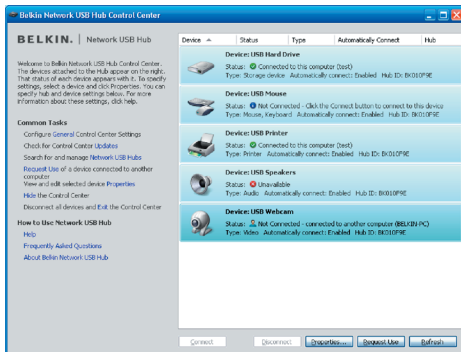 Belkin Network USB Hub Control Center
BELKIN. | Network USB Hub
Welcome to Belkin Network USB Hub Control Center.
The devices attached to the Hub appear on the right.
That status of each device appears with it. To specify
settings, select a device and click Properties. You can
specify hub and device settings below. For more
information about these settings, click help.
Common Tasks
Configure General Control Center Settings
Check for Control Center Updates
Search for and manage Network USB Hubs
Request Use of a device connected to another
computer
View and edit selected device Properties
Hide the Control Center
Disconnect all devices and Exit the Control Center
How to Use Network USB Hub
Help
Frequently Asked Questions
About Belkin Network USB Hub
Device Status Type Automatically Connect Hub
Device: USB Hard Drive
Status: Connected to this computer (test)
Type: Storage device Automatically connect: Enabled Hub ID: BK010F9E
Device: USB Mouse
Status: Not Connected - Click the Connect button to connect to this device
Type: Mouse, Keyboard Automatically connect: Enabled Hub ID: BK010F9E
Device: USB Printer
Status: Connected to this computer (test)
Type: Printer Automatically connect: Enabled Hub ID: BK010F9E
Device: USB Speakers
Status: Unavailable
Type: Audio Automatically connect: Enabled Hub ID: BK010F9E
Device: USB Webcam
Status: Not Connected - connected to another computer (BELKIN-PC)
Type: Video Automatically connect: Enabled Hub ID: BK010F9E
Connect Disconnect Properties... Request Use Refresh